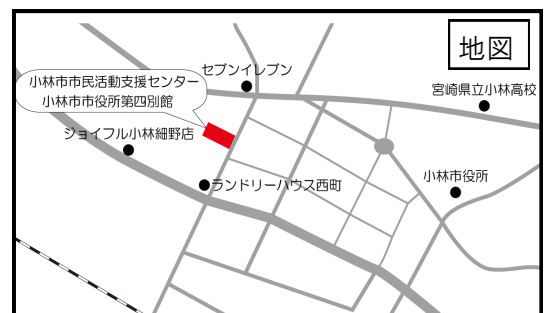 地図
セブンイレブン
小林市市民活動支援センター
小林市市役所第四別館
宮崎県立小林高校
ジョイフル小林細野店
小林市役所
ランドリーハウス西町